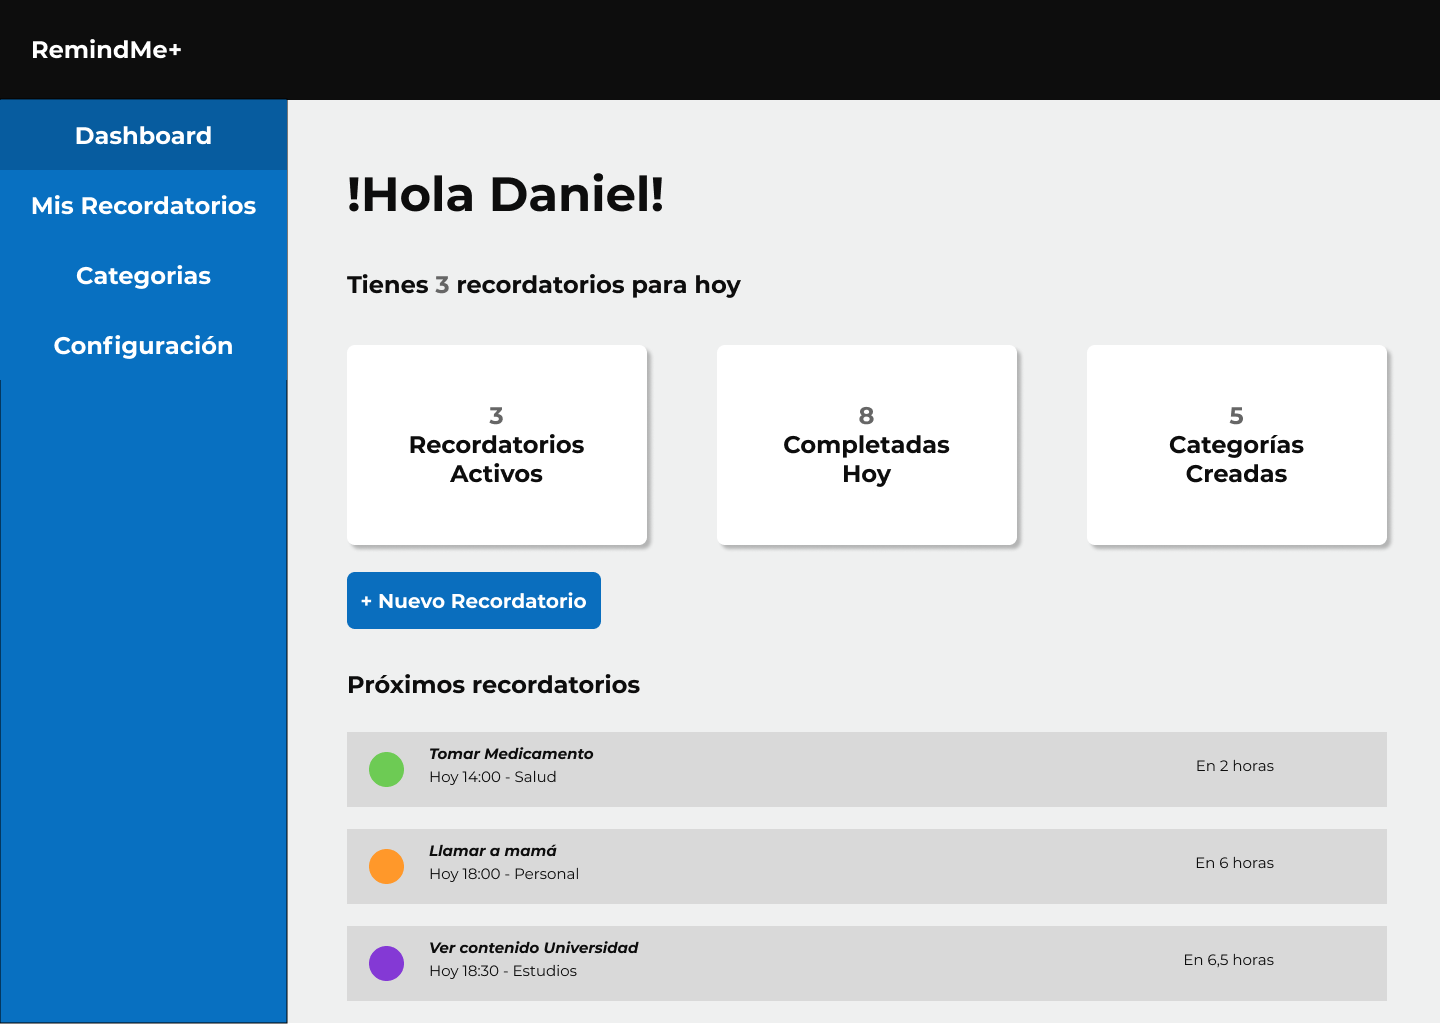 RemindMe+
Dashboard
Mis Recordatorios
Categorias
Configuración
!Hola Daniel!
Tienes 3 recordatorios para hoy
3
Recordatorios
Activos
8
Completadas
Hoy
5
Categorías
Creadas
+ Nuevo Recordatorio
Próximos recordatorios
Tomar Medicamento
Hoy 14:00 - Salud
En 2 horas
Llamar a mamá
Hoy 18:00 - Personal
En 6 horas
Ver contenido Universidad
Hoy 18:30 - Estudios
En 6,5 horas